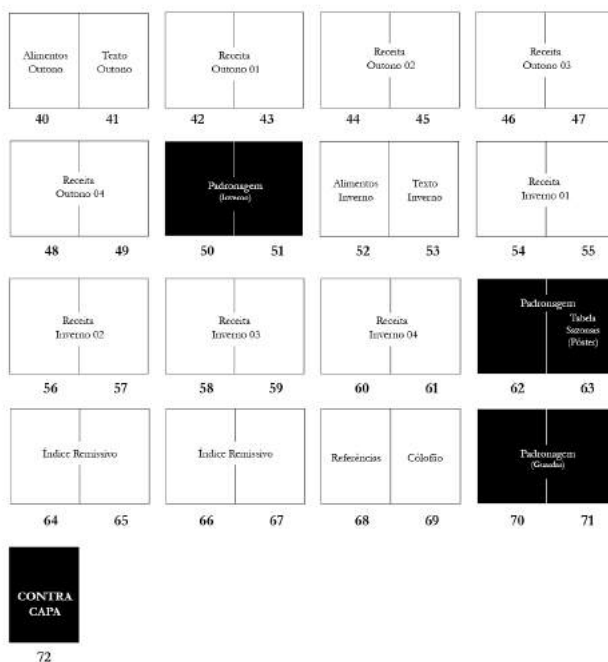 Alimentos Outono
Texto Outono
Receita Outono 01
Receita Outono 02
Receita Outono 03
40 41 42 43 44 45 46 47
Receita Outono 04
Padronagem (Inverno)
Alimentos Inverno
Texto Inverno
Receita Inverno 01
48 49 50 51 52 53 54 55
Receita Inverno 02
Receita Inverno 03
Receita Inverno 04
Padronagem
Tabela Sazonais (Pôster)
56 57 58 59 60 61 62 63
Índice Remissivo
Índice Remissivo
Referências
Cólofão
Padronagem (Guardas)
64 65 66 67 68 69 70 71
CONTRA
CAPA
72